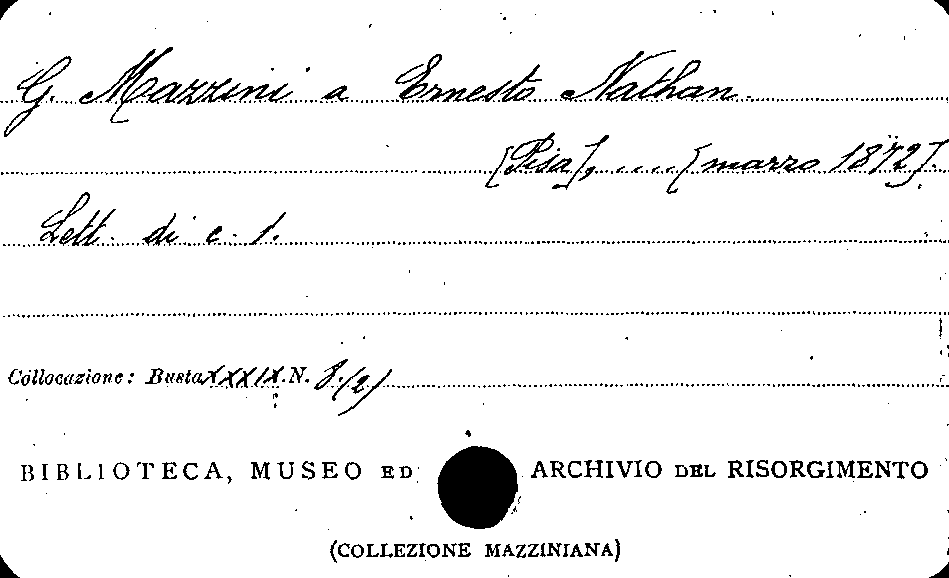 G. Mazzini a Ernesto Nathan.
[Pisa], .... [marzo 1872].
Lett. di c. 1.
Collocazione: Busta XXXIX. N. 8.(2)
BIBLIOTECA, MUSEO ED ARCHIVIO DEL RISORGIMENTO
(COLLEZIONE MAZZINIANA)